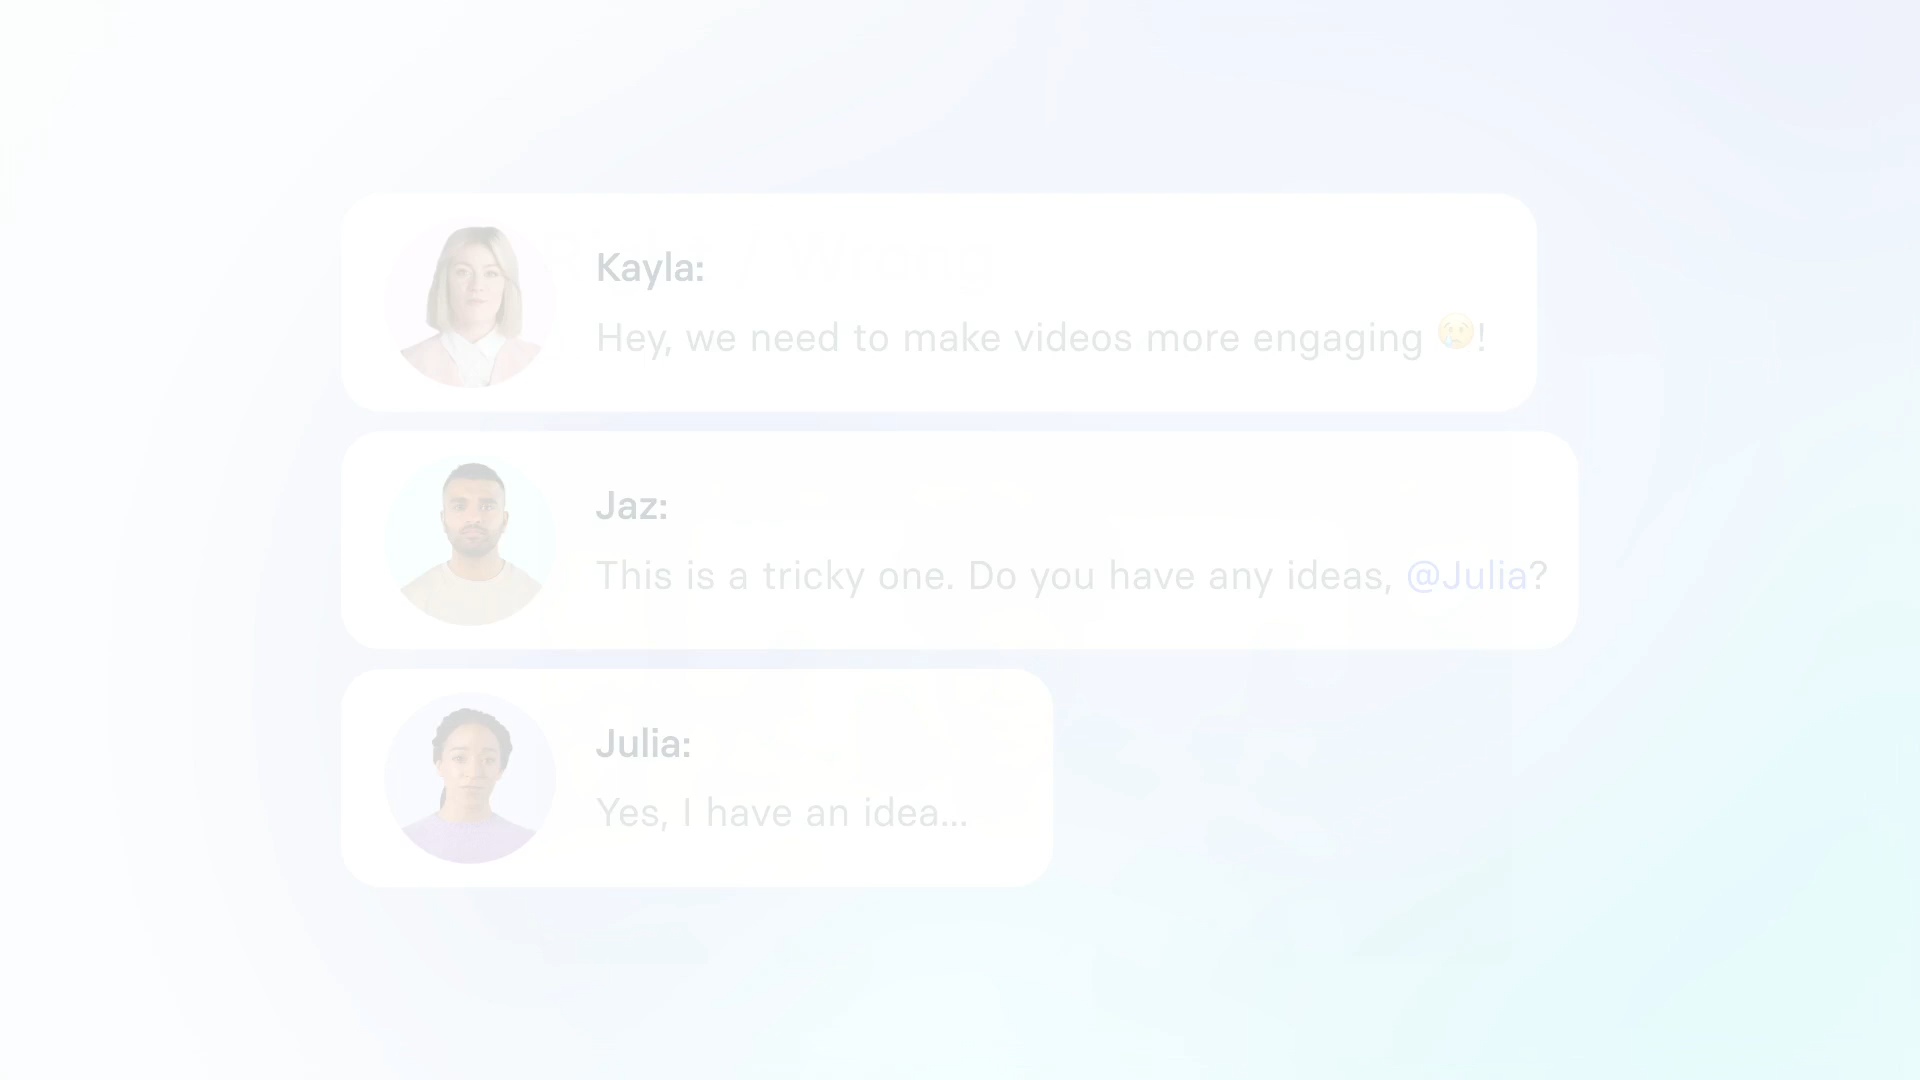 Kayla:
Hey, we need to make videos more engaging 😢!
Jaz:
This is a tricky one. Do you have any ideas, @Julia?
Julia:
Yes, I have an idea...